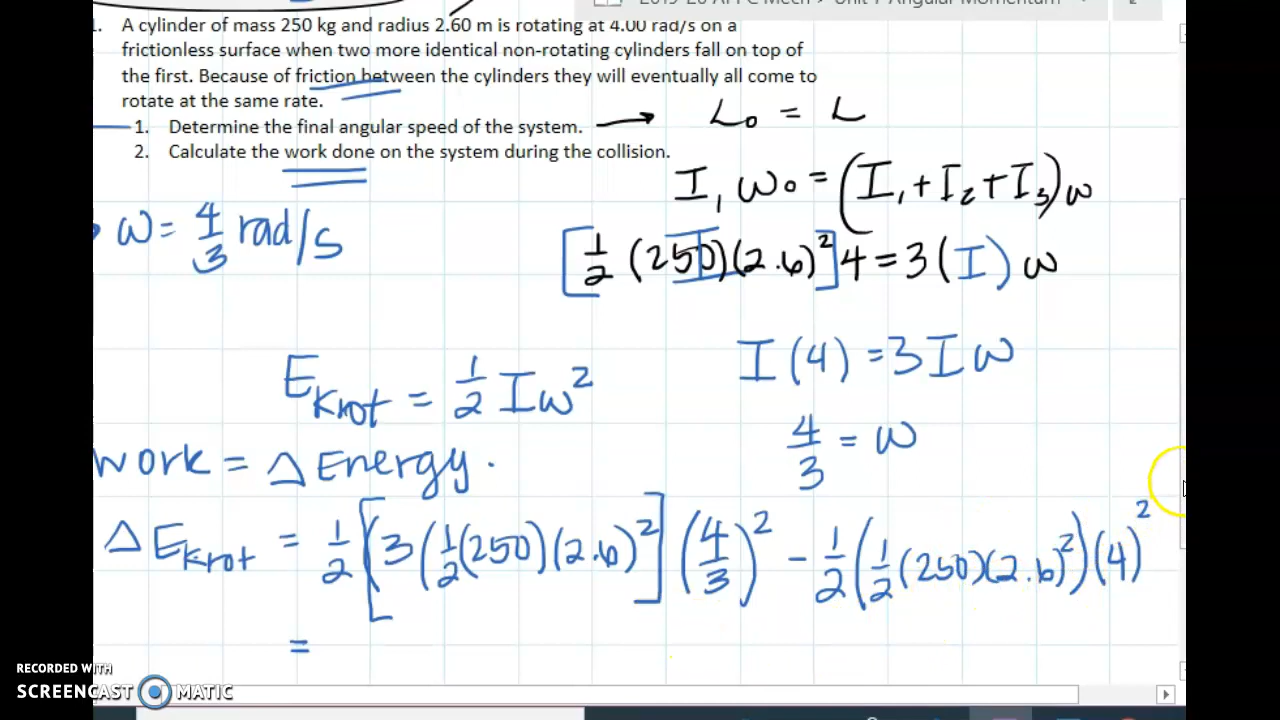 1. A cylinder of mass 250 kg and radius 2.60 m is rotating at 4.00 rad/s on a
frictionless surface when two more identical non-rotating cylinders fall on top of
the first. Because of friction between the cylinders they will eventually all come to
rotate at the same rate.
1. Determine the final angular speed of the system. → L₀ = L
2. Calculate the work done on the system during the collision.
I₁ω₀ = (I₁ + I₂ + I₃)ω
ω = 4/3 rad/s
[1/2 (250)(2.6)²]4 = 3(I)ω
I
I(4) = 3Iω
E_Krot = 1/2 Iω²
4/3 = ω
Work = Δ Energy.
ΔE_Krot = 1/2 [3(1/2(250)(2.6)²] (4/3)² − 1/2 (1/2(250)(2.6)²)(4)²
=
RECORDED WITH
SCREENCAST MATIC